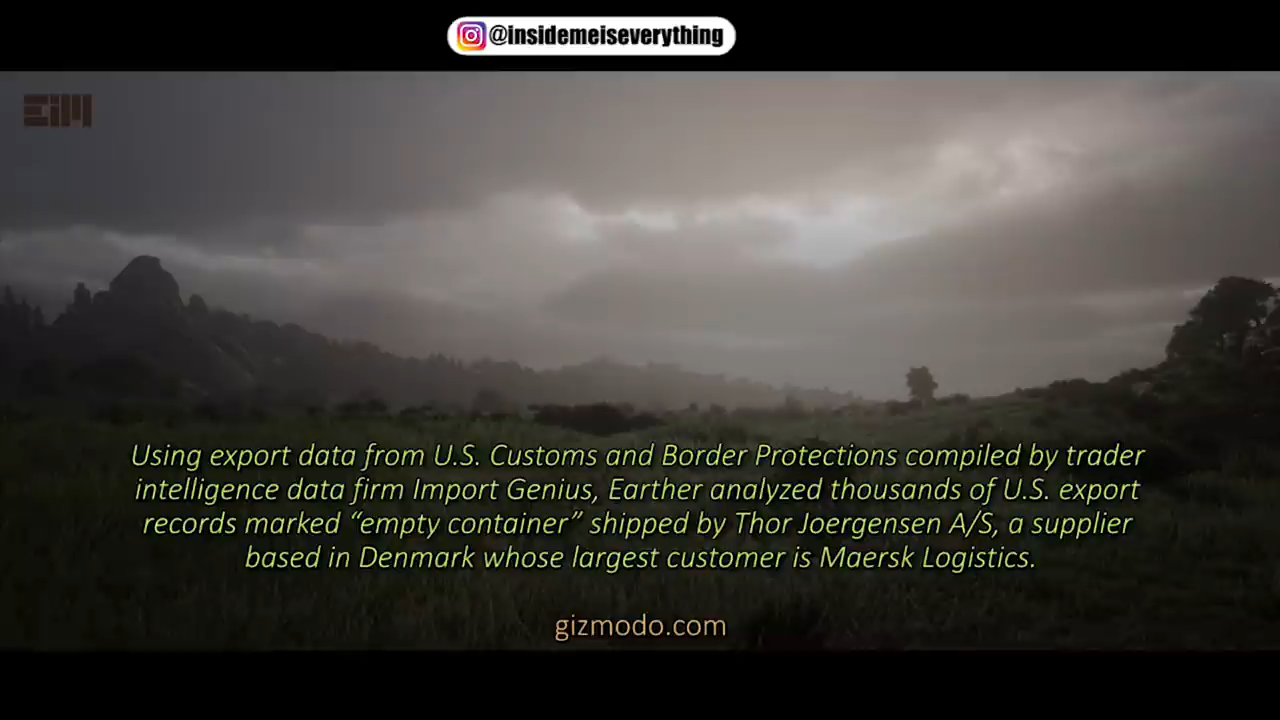 @insidemeiseverything
EiM
Using export data from U.S. Customs and Border Protections compiled by trader
intelligence data firm Import Genius, Earther analyzed thousands of U.S. export
records marked “empty container” shipped by Thor Joergensen A/S, a supplier
based in Denmark whose largest customer is Maersk Logistics.
gizmodo.com